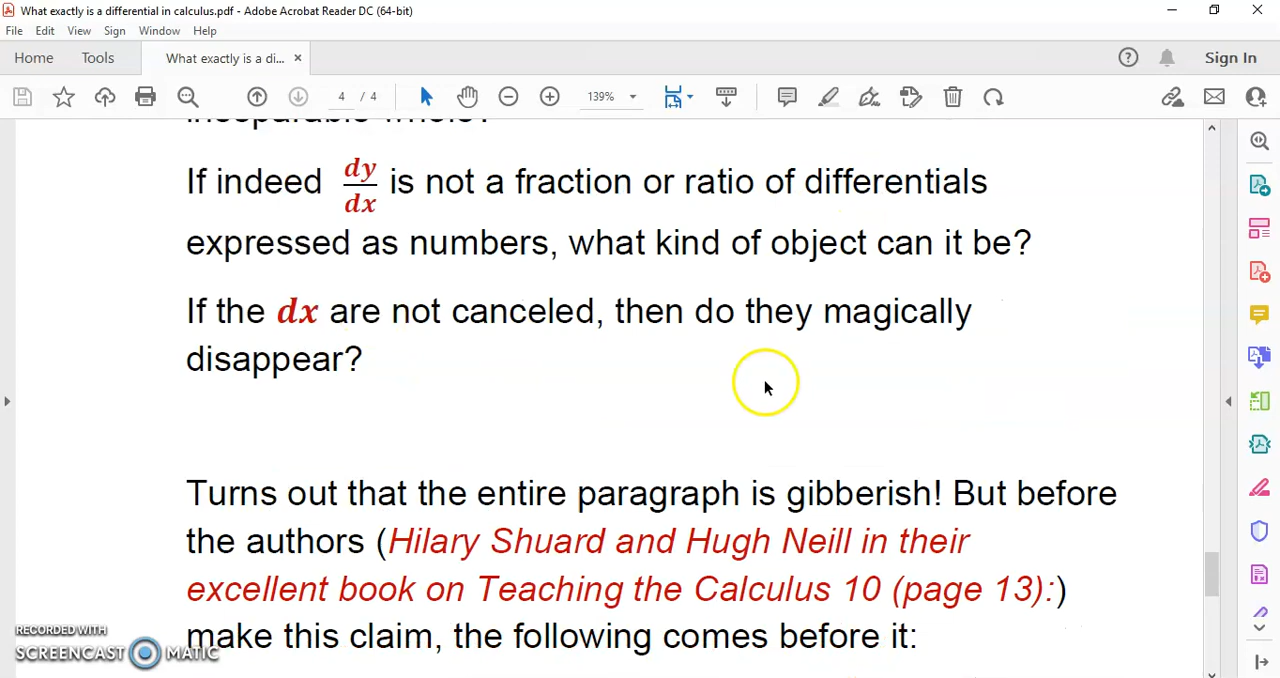 What exactly is a differential in calculus.pdf - Adobe Acrobat Reader DC (64-bit)
File Edit View Sign Window Help
Home Tools What exactly is a di... × Sign In
4 / 4 139%
inseparable whole?
If indeed dy/dx is not a fraction or ratio of differentials
expressed as numbers, what kind of object can it be?
If the dx are not canceled, then do they magically
disappear?
Turns out that the entire paragraph is gibberish! But before
the authors (Hilary Shuard and Hugh Neill in their
excellent book on Teaching the Calculus 10 (page 13):)
make this claim, the following comes before it:
RECORDED WITH
SCREENCAST MATIC